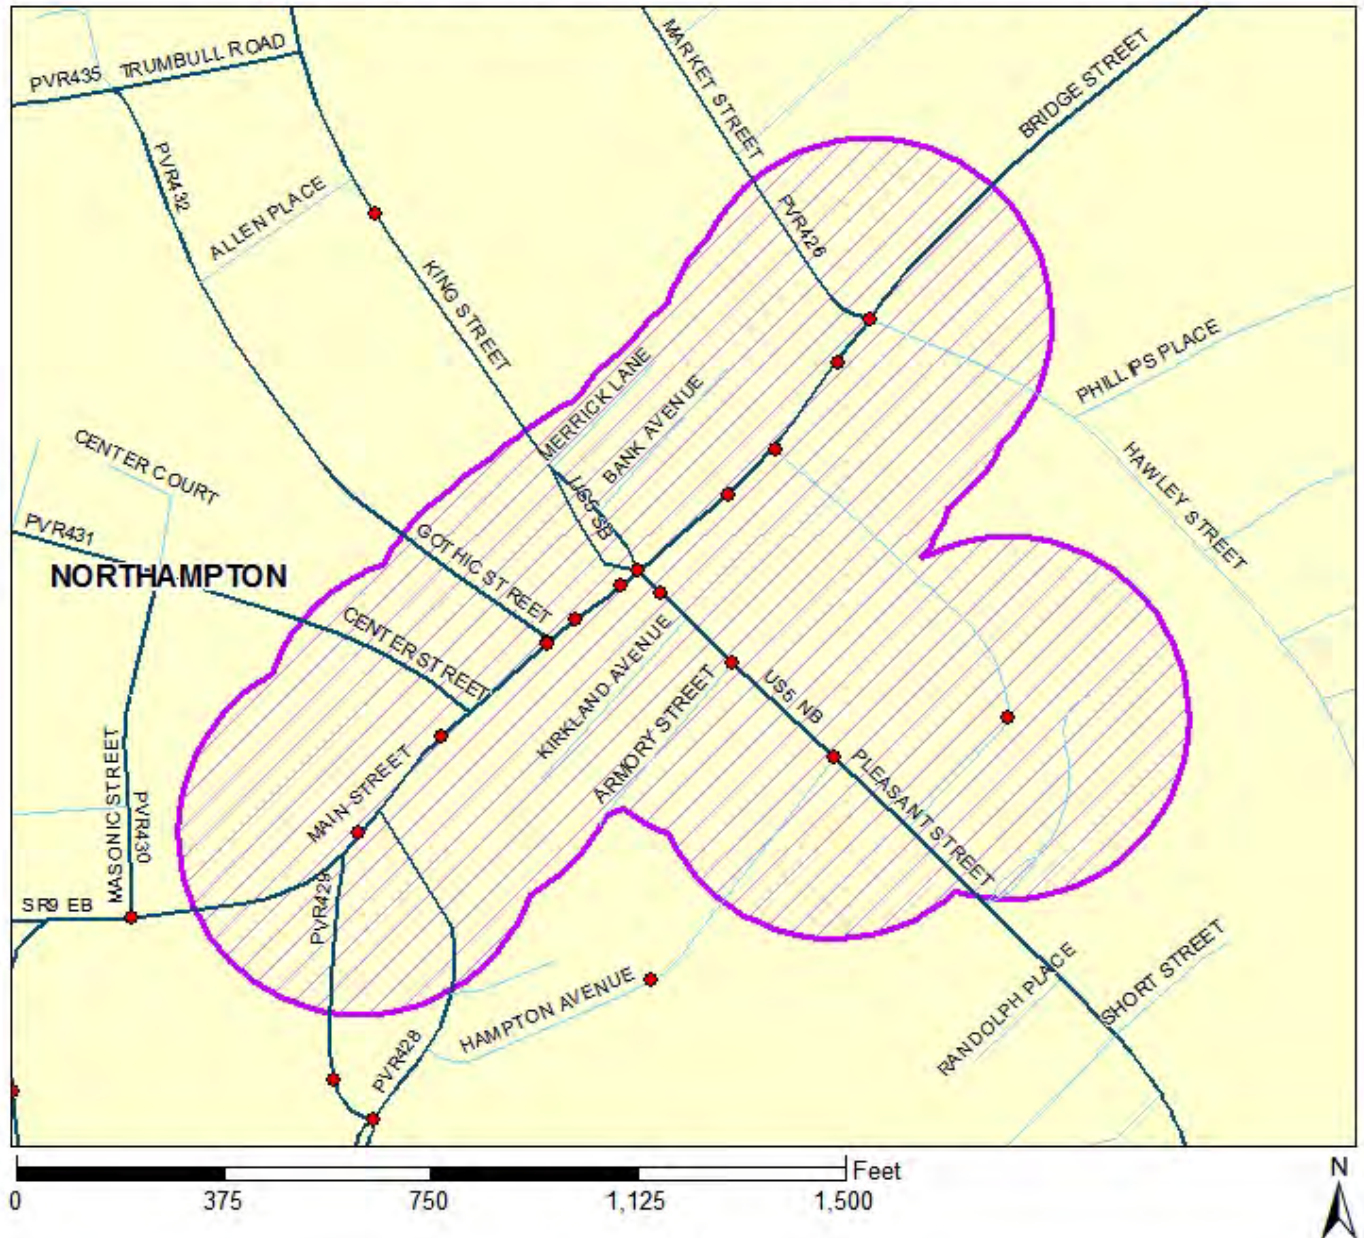 MARKET STREET
BRIDGE STREET
PVR435
TRUMBULL ROAD
PVR432
ALLEN PLACE
PVR426
KING STREET
PHILLIPS PLACE
MERRICK LANE
BANK AVENUE
CENTER COURT
HAWLEY STREET
US5 SB
PVR431
GOTHIC STREET
NORTHAMPTON
CENTER STREET
KIRKLAND AVENUE
ARMORY STREET
US5 NB
MASONIC STREET
PVR430
MAIN STREET
PLEASANT STREET
SR9 EB
PVR429
HAMPTON AVENUE
PVR428
RANDOLPH PLACE
SHORT STREET
Feet
0 375 750 1,125 1,500
N